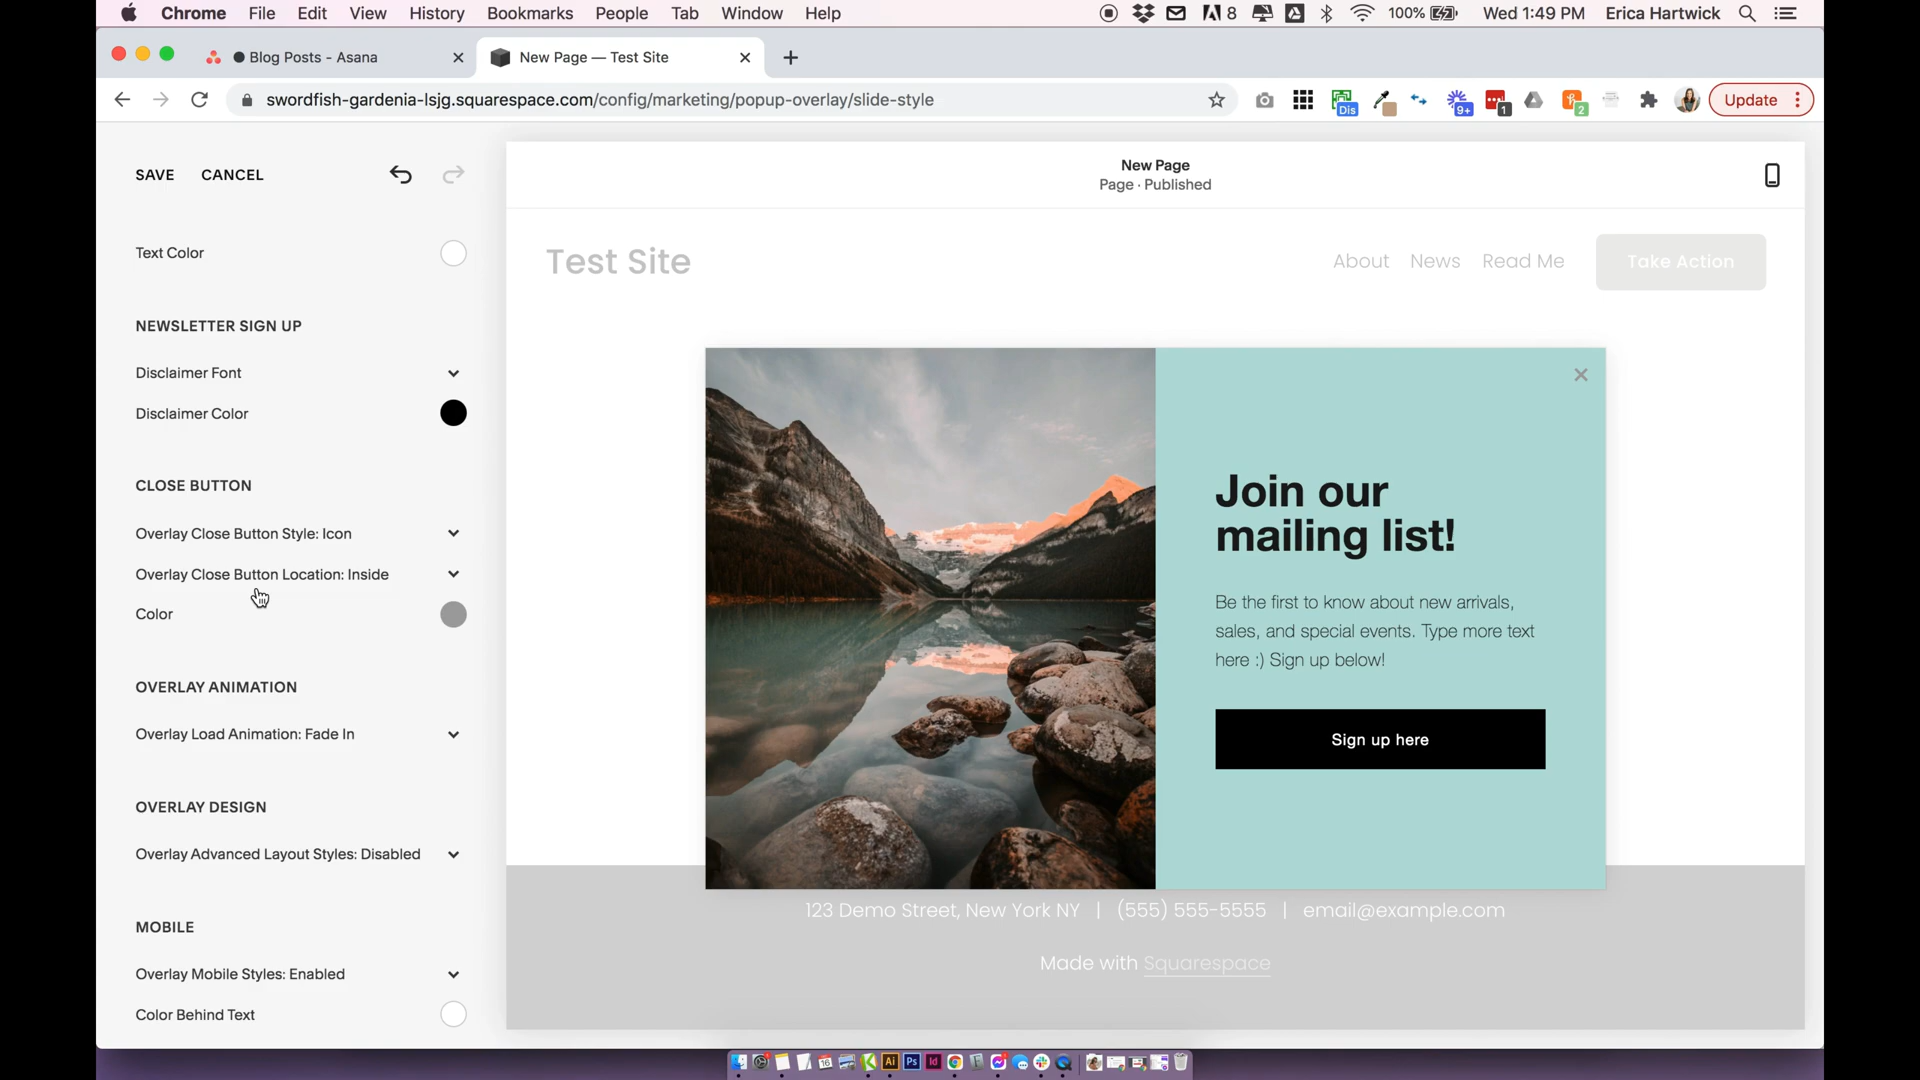 Chrome File Edit View History Bookmarks People Tab Window Help 8 100% Wed 1:49 PM Erica Hartwick
Blog Posts - Asana New Page — Test Site
swordfish-gardenia-lsjg.squarespace.com/config/marketing/popup-overlay/slide-style Dis 9+ 1 2 Update
SAVE CANCEL
Text Color
NEWSLETTER SIGN UP
Disclaimer Font
Disclaimer Color
CLOSE BUTTON
Overlay Close Button Style: Icon
Overlay Close Button Location: Inside
Color
OVERLAY ANIMATION
Overlay Load Animation: Fade In
OVERLAY DESIGN
Overlay Advanced Layout Styles: Disabled
MOBILE
Overlay Mobile Styles: Enabled
Color Behind Text
New Page
Page · Published
Test Site About News Read Me Take Action
Join our
mailing list!
Be the first to know about new arrivals,
sales, and special events. Type more text
here :) Sign up below!
Sign up here
123 Demo Street, New York NY | (555) 555-5555 | email@example.com
Made with Squarespace
Ai Ps Id